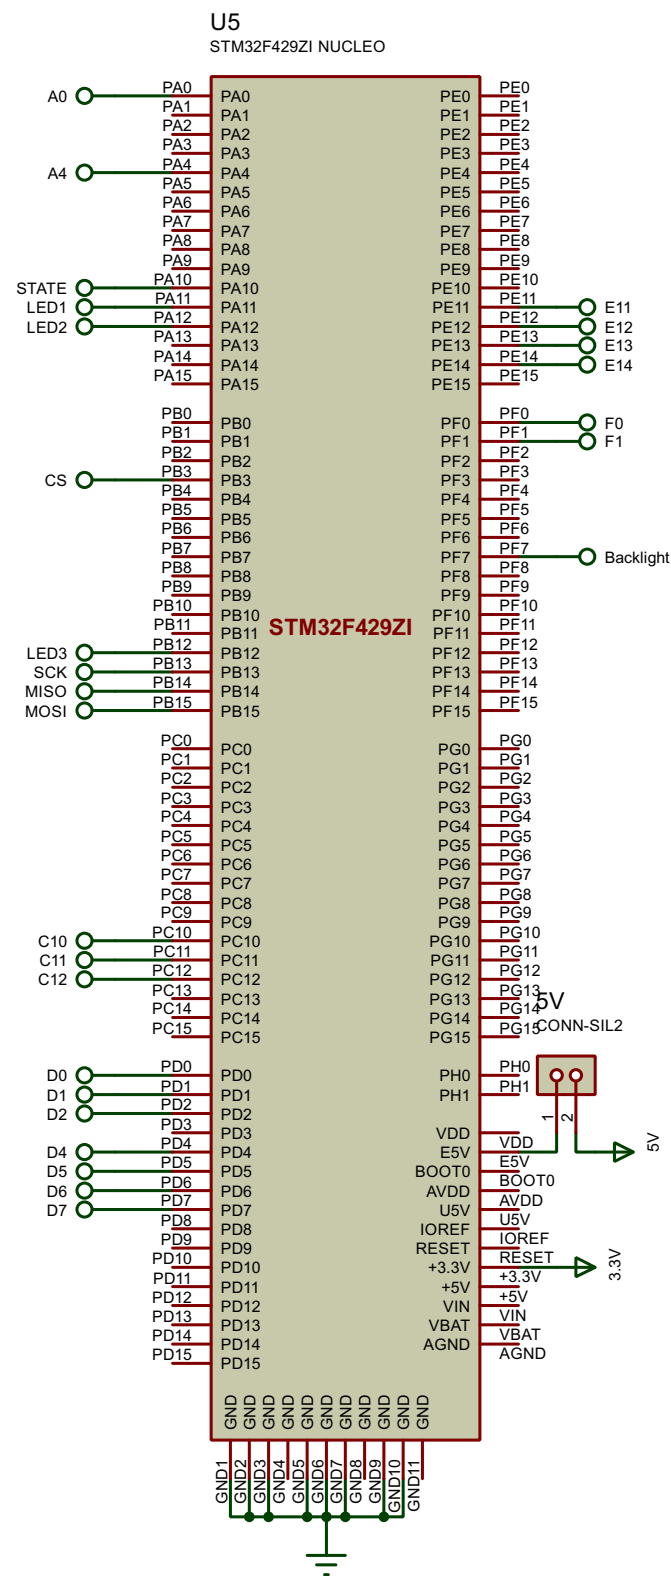 U5
STM32F429ZI NUCLEO
A0 PA0 PA0 PE0 PE0
PA1 PA1 PE1 PE1
PA2 PA2 PE2 PE2
PA3 PA3 PE3 PE3
A4 PA4 PA4 PE4 PE4
PA5 PA5 PE5 PE5
PA6 PA6 PE6 PE6
PA7 PA7 PE7 PE7
PA8 PA8 PE8 PE8
PA9 PA9 PE9 PE9
STATE PA10 PA10 PE10 PE10
LED1 PA11 PA11 PE11 PE11 E11
LED2 PA12 PA12 PE12 PE12 E12
PA13 PA13 PE13 PE13 E13
PA14 PA14 PE14 PE14 E14
PA15 PA15 PE15 PE15
PB0 PB0 PF0 PF0 F0
PB1 PB1 PF1 PF1 F1
PB2 PB2 PF2 PF2
CS PB3 PB3 PF3 PF3
PB4 PB4 PF4 PF4
PB5 PB5 PF5 PF5
PB6 PB6 PF6 PF6
PB7 PB7 PF7 PF7 Backlight
PB8 PB8 PF8 PF8
PB9 PB9 PF9 PF9
PB10 PB10 PF10 PF10
PB11 PB11 STM32F429ZI PF11 PF11
LED3 PB12 PB12 PF12 PF12
SCK PB13 PB13 PF13 PF13
MISO PB14 PB14 PF14 PF14
MOSI PB15 PB15 PF15 PF15
PC0 PC0 PG0 PG0
PC1 PC1 PG1 PG1
PC2 PC2 PG2 PG2
PC3 PC3 PG3 PG3
PC4 PC4 PG4 PG4
PC5 PC5 PG5 PG5
PC6 PC6 PG6 PG6
PC7 PC7 PG7 PG7
PC8 PC8 PG8 PG8
PC9 PC9 PG9 PG9
C10 PC10 PC10 PG10 PG10
C11 PC11 PC11 PG11 PG11
C12 PC12 PC12 PG12 PG12
PC13 PC13 PG13 PG13 5V
PC14 PC14 PG14 PG14
PC15 PC15 PG15 PG15 CONN-SIL2
D0 PD0 PD0 PH0 PH0
D1 PD1 PD1 PH1 PH1
D2 PD2 PD2 1 2
PD3 PD3 VDD
D4 PD4 PD4 E5V VDD 5V
D5 PD5 PD5 BOOT0 E5V
D6 PD6 PD6 AVDD BOOT0
D7 PD7 PD7 U5V AVDD
PD8 PD8 IOREF U5V
PD9 PD9 RESET IOREF
PD10 PD10 +3.3V RESET 3.3V
PD11 PD11 +5V +3.3V
PD12 PD12 VIN +5V
PD13 PD13 VBAT VIN
PD14 PD14 AGND VBAT
PD15 PD15 AGND
GND GND GND GND GND GND GND GND GND GND GND
GND1 GND2 GND3 GND4 GND5 GND6 GND7 GND8 GND9 GND10 GND11